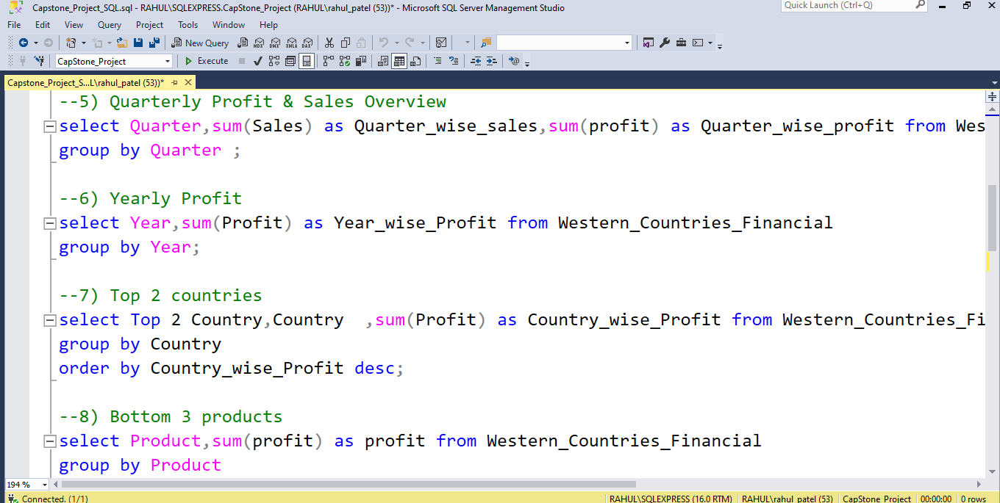 Capstone_Project_SQL.sql - RAHUL\SQLEXPRESS.CapStone_Project (RAHUL\rahul_patel (53))* - Microsoft SQL Server Management Studio
Quick Launch (Ctrl+Q)
File Edit View Query Project Tools Window Help
New Query MDX DMX XMLA DAX
CapStone_Project Execute
Capstone_Project_S...L\rahul_patel (53))*
--5) Quarterly Profit & Sales Overview
select Quarter,sum(Sales) as Quarter_wise_sales,sum(profit) as Quarter_wise_profit from Wes
group by Quarter ;
--6) Yearly Profit
select Year,sum(Profit) as Year_wise_Profit from Western_Countries_Financial
group by Year;
--7) Top 2 countries
select Top 2 Country,Country  ,sum(Profit) as Country_wise_Profit from Western_Countries_Fi
group by Country
order by Country_wise_Profit desc;
--8) Bottom 3 products
select Product,sum(profit) as profit from Western_Countries_Financial
group by Product
194 %
Connected. (1/1) RAHUL\SQLEXPRESS (16.0 RTM) RAHUL\rahul_patel (53) CapStone_Project 00:00:00 0 rows